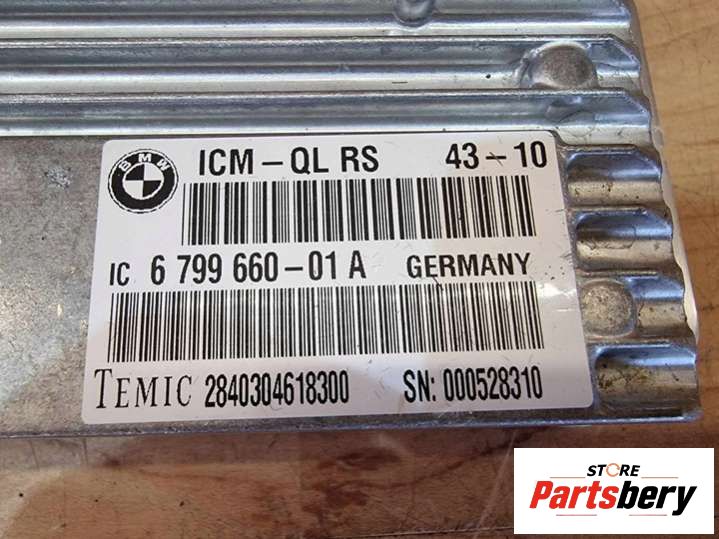 BMW
ICM – QL RS 43 – 10
IC 6 799 660 – 01 A GERMANY
TEMIC 2840304618300 SN: 000528310
STORE
Partsbery